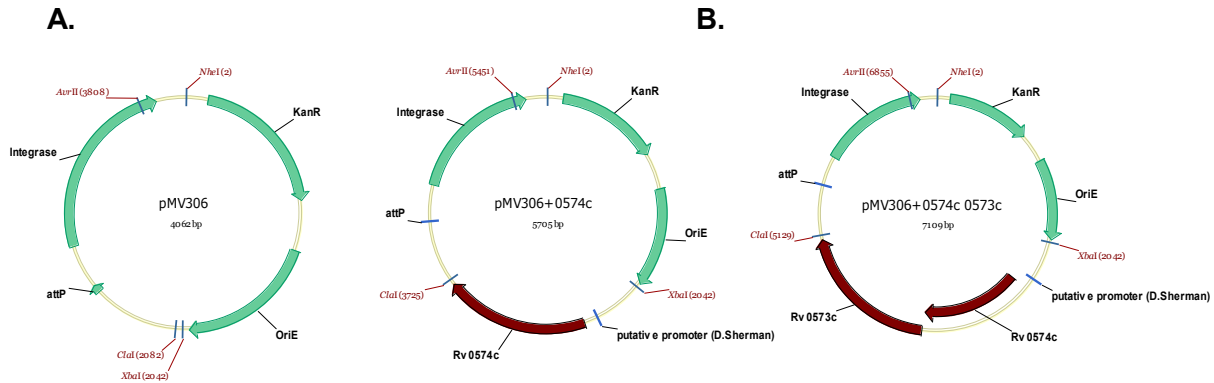 A.
B.
NheI (2)
AvrII (3808)
KanR
Integrase
pMV306
4062 bp
attP
OriE
ClaI (2082)
XbaI (2042)
AvrII (5451)
NheI (2)
KanR
Integrase
pMV306+0574c
5705 bp
attP
OriE
ClaI (3725)
XbaI (2042)
putative promoter (D.Sherman)
Rv 0574c
AvrII (6855)
NheI (2)
KanR
Integrase
attP
pMV306+0574c 0573c
7109 bp
OriE
ClaI (5129)
XbaI (2042)
putative promoter (D.Sherman)
Rv 0573c
Rv 0574c